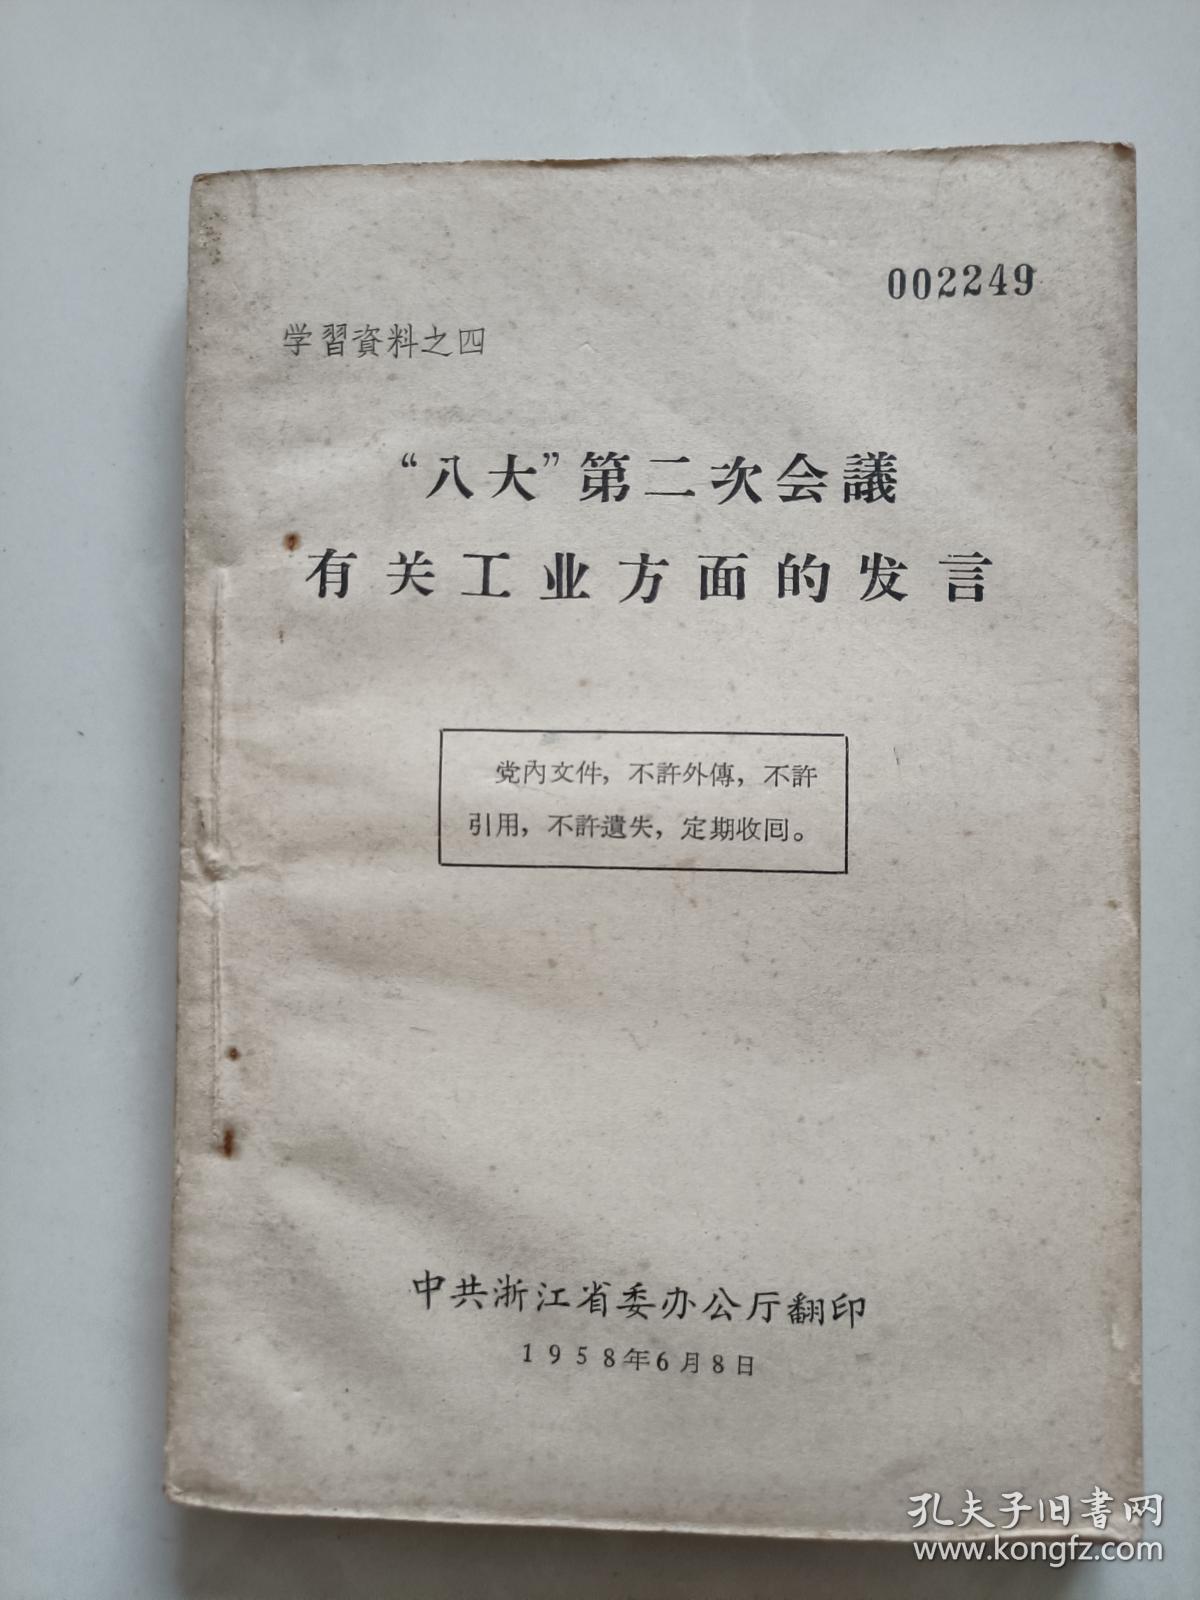 002249
学習資料之四
“八大”第二次会議
有关工业方面的发言
党內文件，不許外傳，不許
引用，不許遺失，定期收回。
中共浙江省委办公厅翻印
1958年6月8日
孔夫子旧書网
www.kongfz.com